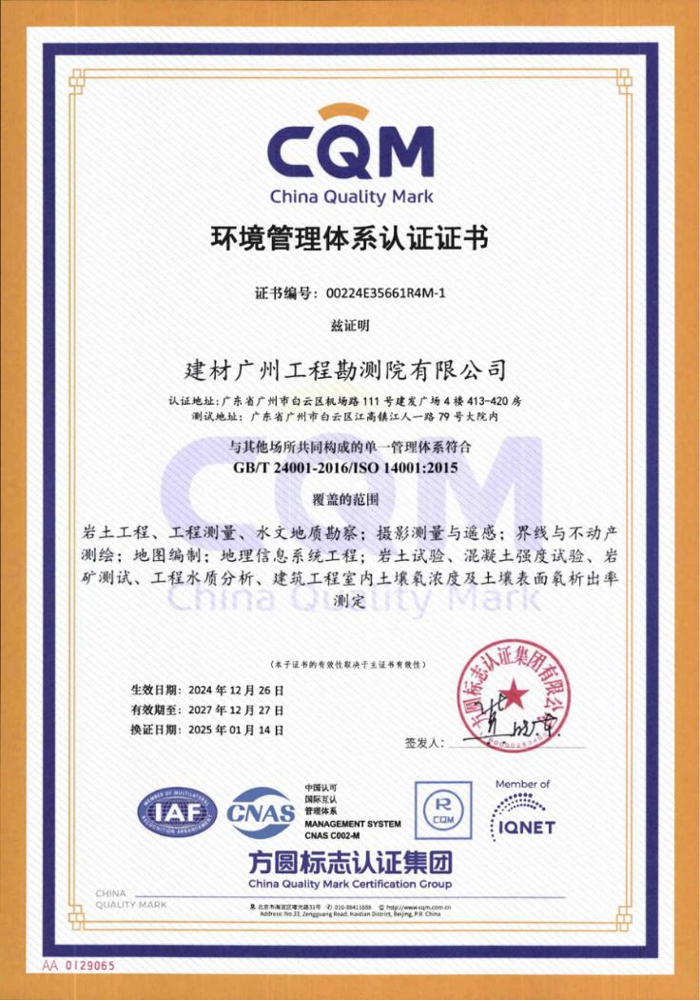 CQM
China Quality Mark
环境管理体系认证证书
证书编号：00224E35661R4M-1
兹证明
建材广州工程勘测院有限公司
认证地址：广东省广州市白云区机场路 111 号建发广场 4 楼 413-420 房
测试地址：广东省广州市白云区江高镇江人一路 79 号大院内
与其他场所共同构成的单一管理体系符合
GB/T 24001-2016/ISO 14001:2015
覆盖的范围
岩土工程、工程测量、水文地质勘察；摄影测量与遥感；界线与不动产
测绘；地图编制；地理信息系统工程；岩土试验、混凝土强度试验、岩
矿测试、工程水质分析、建筑工程室内土壤氡浓度及土壤表面氡析出率
测定
CQM
China Quality Mark
（本子证书的有效性取决于主证书有效性）
生效日期：2024 年 12 月 26 日
有效期至：2027 年 12 月 27 日
换证日期：2025 年 01 月 14 日
签发人：
方圆标志认证集团有限公司
MEMBER OF MULTILATERAL
IAF
RECOGNITION ARRANGEMENT
CNAS
中国认可
国际互认
管理体系
MANAGEMENT SYSTEM
CNAS C002-M
R
CQM
Member of
IQNET
方圆标志认证集团
China Quality Mark Certification Group
CHINA
QUALITY MARK
北京市海淀区增光路33号 010-88411888 http://www.cqm.com.cn
Address: No.33, Zengguang Road, Haidian District, Beijing, P.R. China
AA 0129065